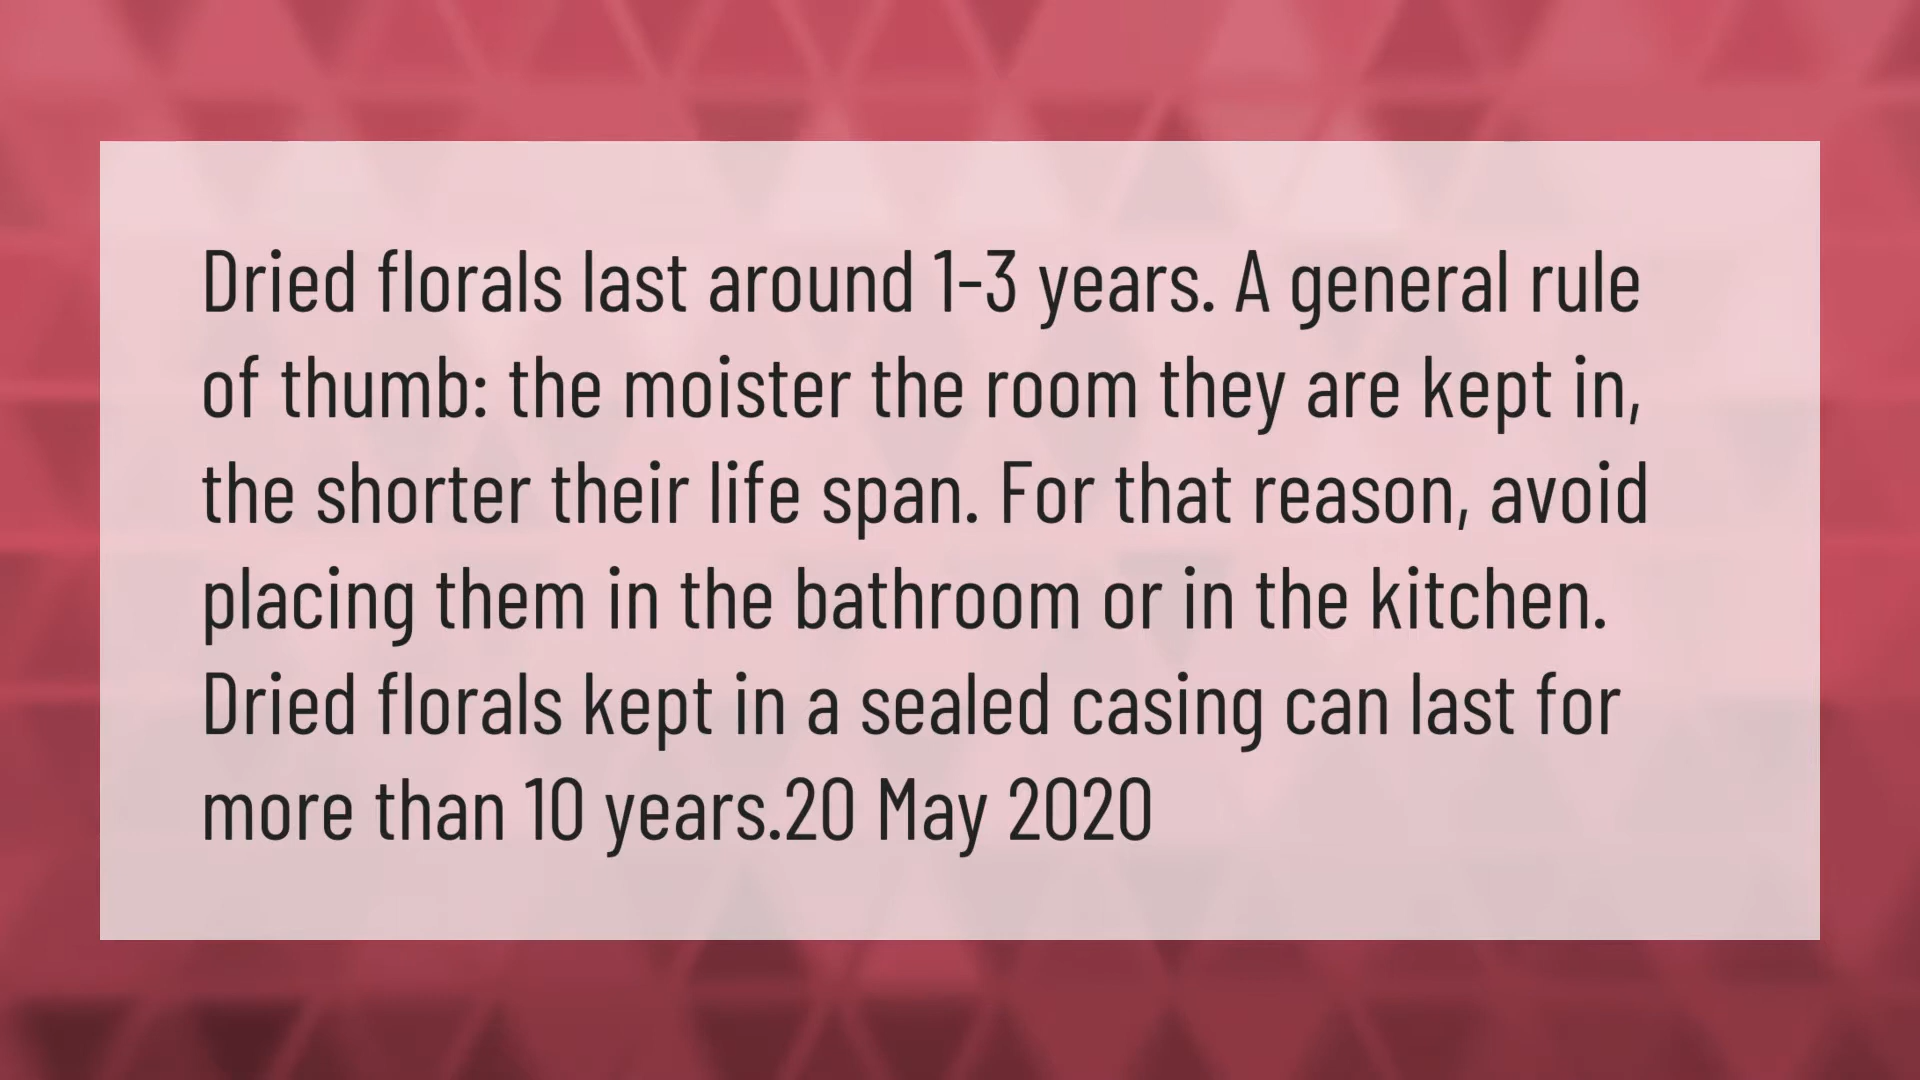 Dried florals last around 1-3 years. A general rule
of thumb: the moister the room they are kept in,
the shorter their life span. For that reason, avoid
placing them in the bathroom or in the kitchen.
Dried florals kept in a sealed casing can last for
more than 10 years.20 May 2020